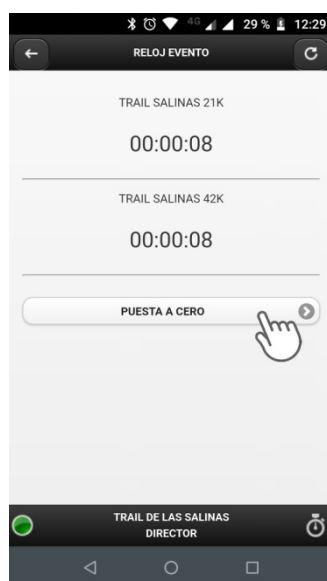 4G 29 % 12:29
RELOJ EVENTO
TRAIL SALINAS 21K
00:00:08
TRAIL SALINAS 42K
00:00:08
PUESTA A CERO
TRAIL DE LAS SALINAS
DIRECTOR